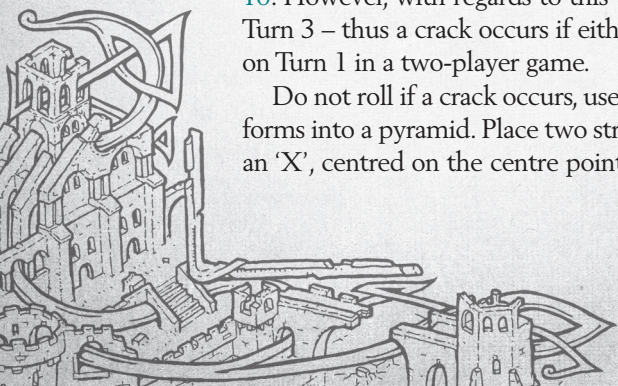 10. However, with regards to this
Turn 3 – thus a crack occurs if eith
on Turn 1 in a two-player game.
Do not roll if a crack occurs, use
forms into a pyramid. Place two str
an ‘X’, centred on the centre point